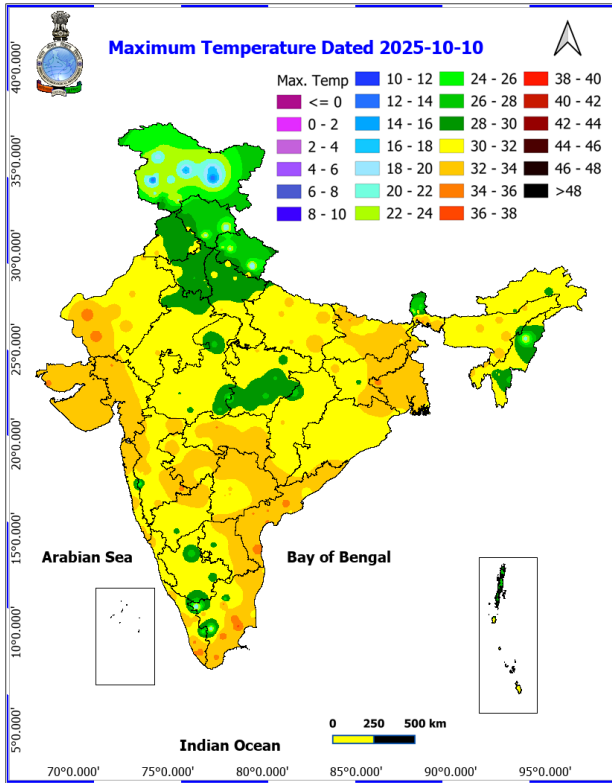 Maximum Temperature Dated 2025-10-10
Max. Temp
<= 0
0 - 2
2 - 4
4 - 6
6 - 8
8 - 10
10 - 12
12 - 14
14 - 16
16 - 18
18 - 20
20 - 22
22 - 24
24 - 26
26 - 28
28 - 30
30 - 32
32 - 34
34 - 36
36 - 38
38 - 40
40 - 42
42 - 44
44 - 46
46 - 48
>48
40°0.000'
35°0.000'
30°0.000'
25°0.000'
20°0.000'
15°0.000'
10°0.000'
5°0.000'
Arabian Sea
Bay of Bengal
Indian Ocean
0 250 500 km
70°0.000' 75°0.000' 80°0.000' 85°0.000' 90°0.000' 95°0.000'